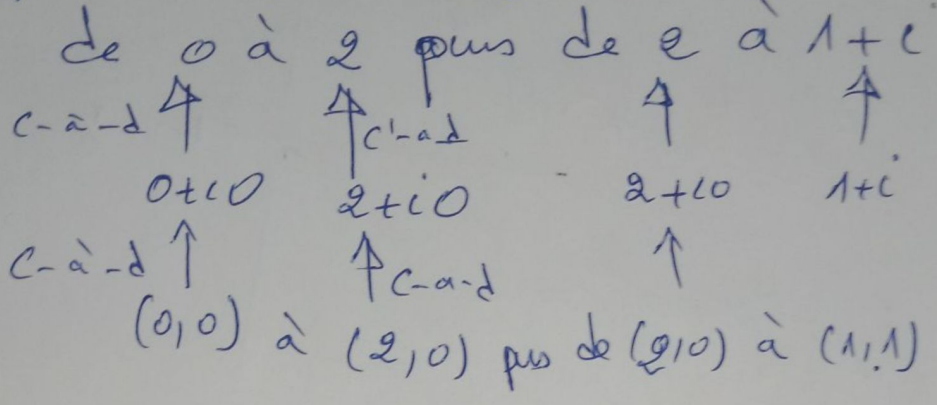 de 0 à 2 puis de 2 à 1+i
c-à-d c'-a-d
0+i0 2+i0 2+i0 1+i
c-à-d c-a-d
(0,0) à (2,0) pus de (2,0) à (1,1)